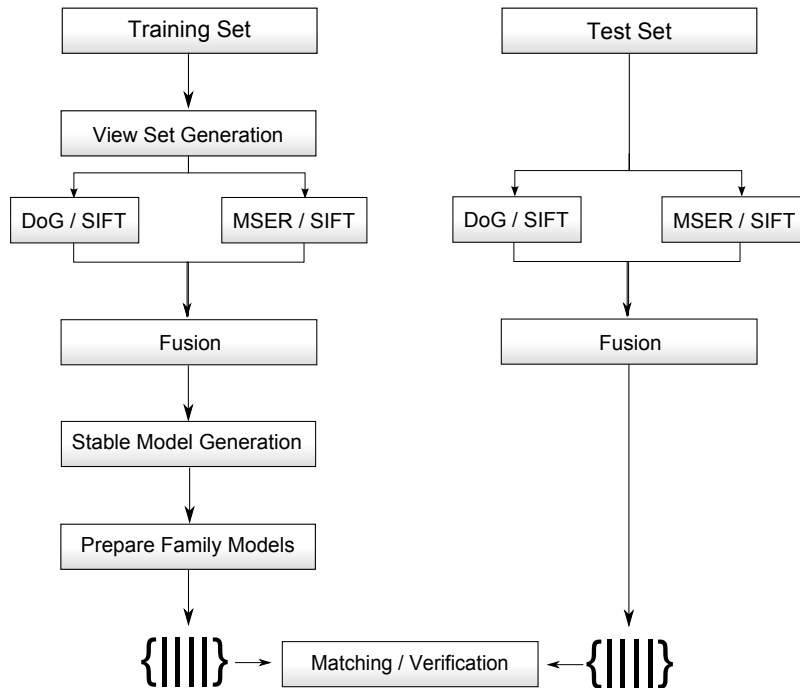 Training Set
Test Set
View Set Generation
DoG / SIFT
MSER / SIFT
DoG / SIFT
MSER / SIFT
Fusion
Fusion
Stable Model Generation
Prepare Family Models
Matching / Verification